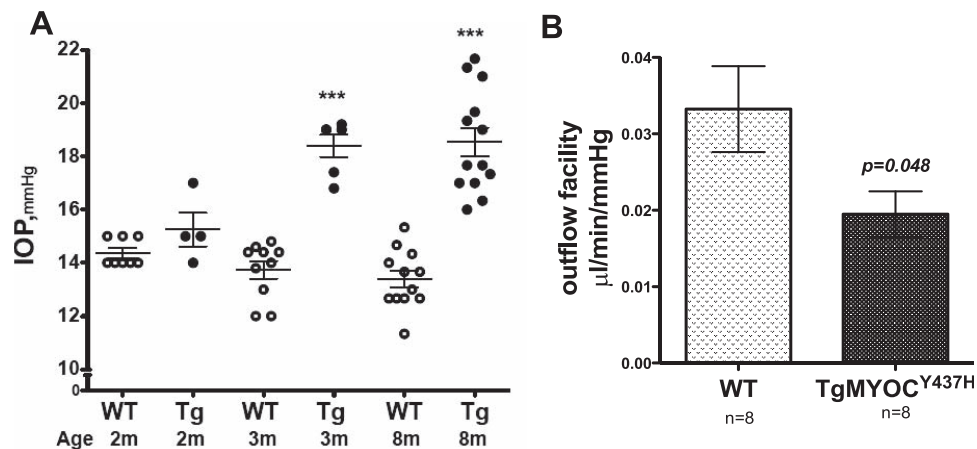 A
IOP,mmHg
22
20
18
16
14
12
10
0
***
***
WT Tg WT Tg WT Tg
Age 2m 2m 3m 3m 8m 8m
B
outflow facility
µl/min/mmHg
0.04
0.03
0.02
0.01
0.00
p=0.048
WT TgMYOC^Y437H
n=8 n=8